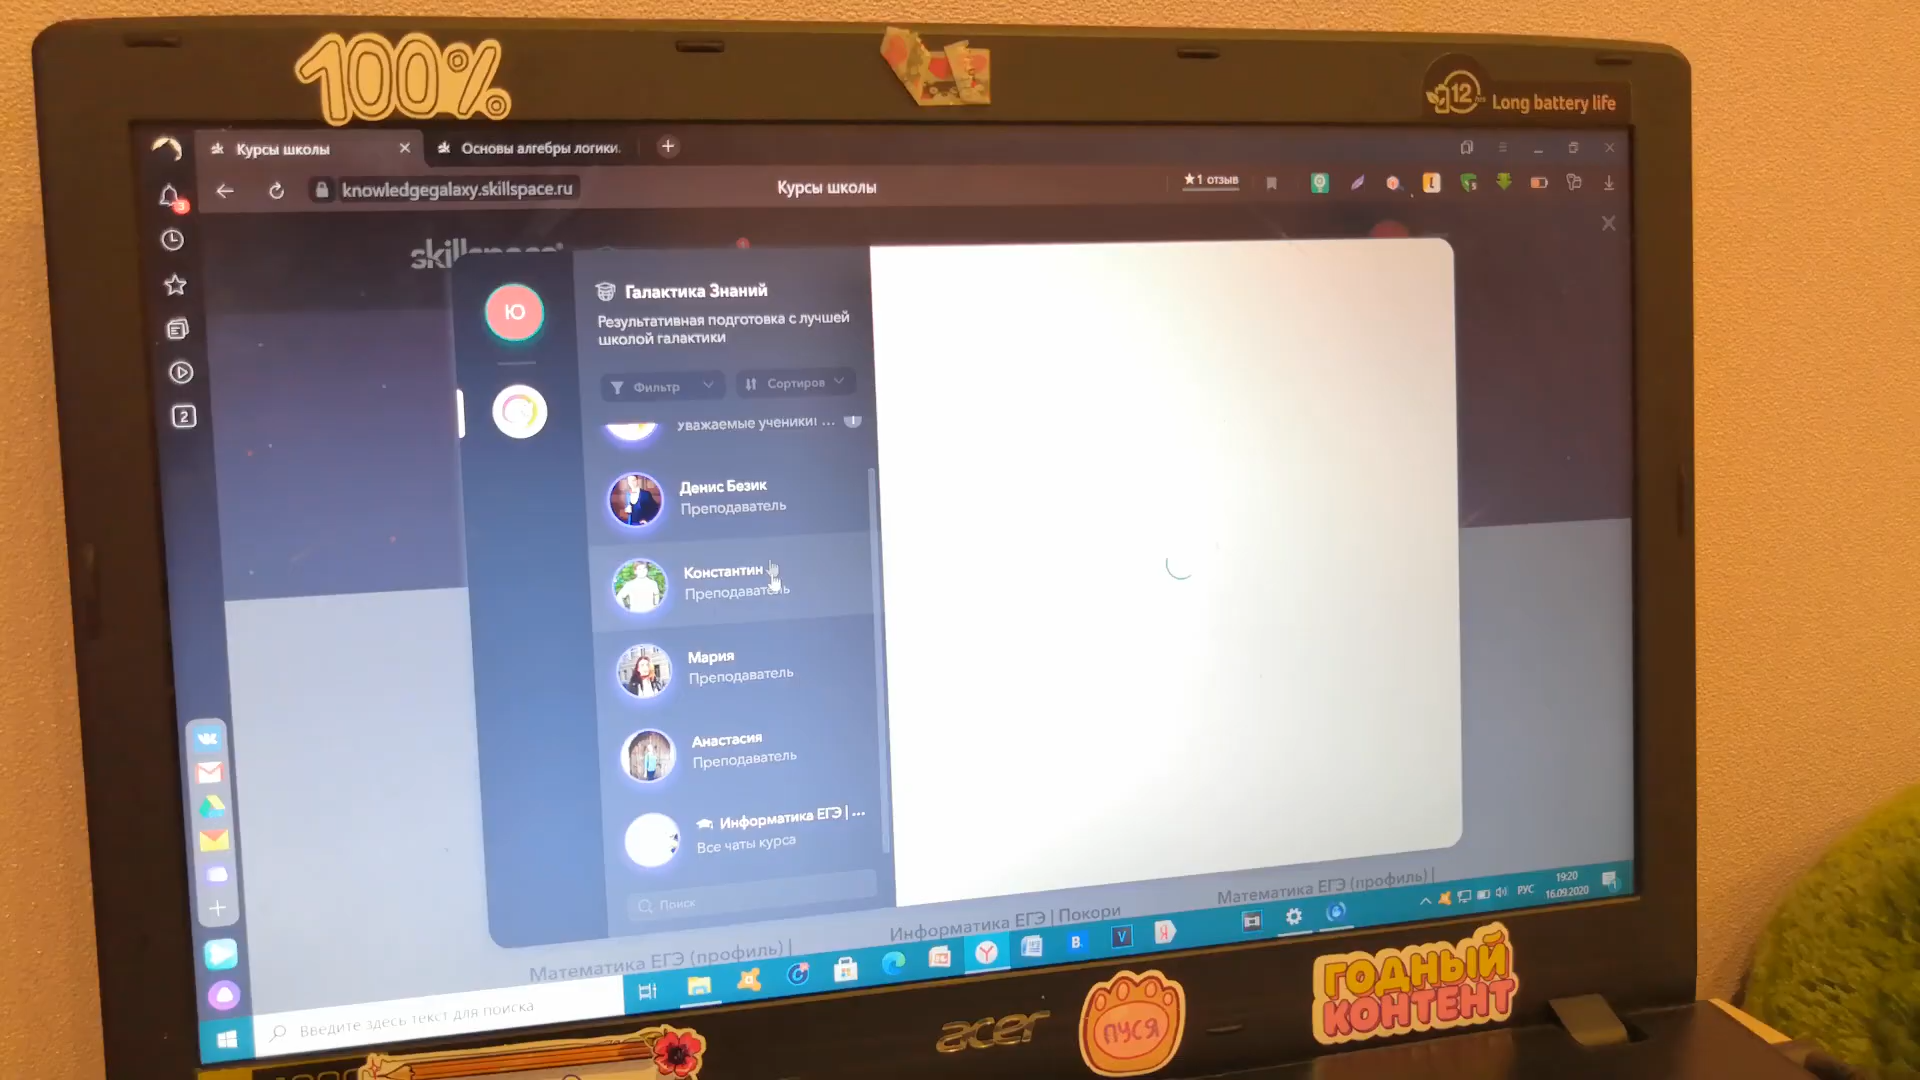 100%
12
Long battery life
Курсы школы
Основы алгебры логики.
3
knowledgegalaxy.skillspace.ru
Курсы школы
★1 отзыв
L
2
Ю
Галактика Знаний
Результативная подготовка с лучшей
школой галактики
Фильтр
Сортиров
Уважаемые ученики! ...
Денис Безик
Преподаватель
Константин
Преподаватель
Мария
Преподаватель
Анастасия
Преподаватель
Информатика ЕГЭ | ...
Все чаты курса
Поиск
Математика ЕГЭ (профиль) |
Информатика ЕГЭ | Покори
Математика ЕГЭ (профиль) |
РУС
19:20
16.09.2020
Введите здесь текст для поиска
acer
ПУСЯ
ГОДНЫЙ
КОНТЕНТ